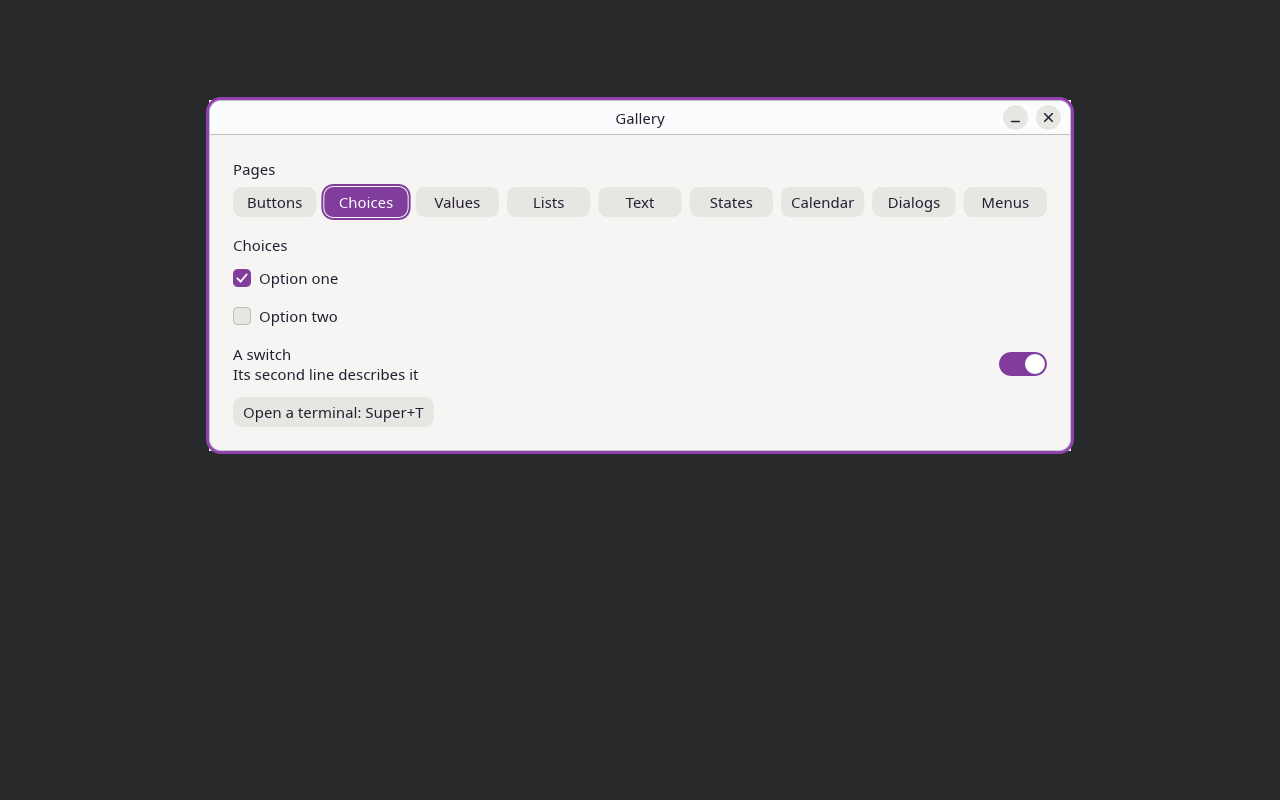 Gallery
Pages
Buttons Choices Values Lists Text States Calendar Dialogs Menus
Choices
Option one
Option two
A switch
Its second line describes it
Open a terminal: Super+T